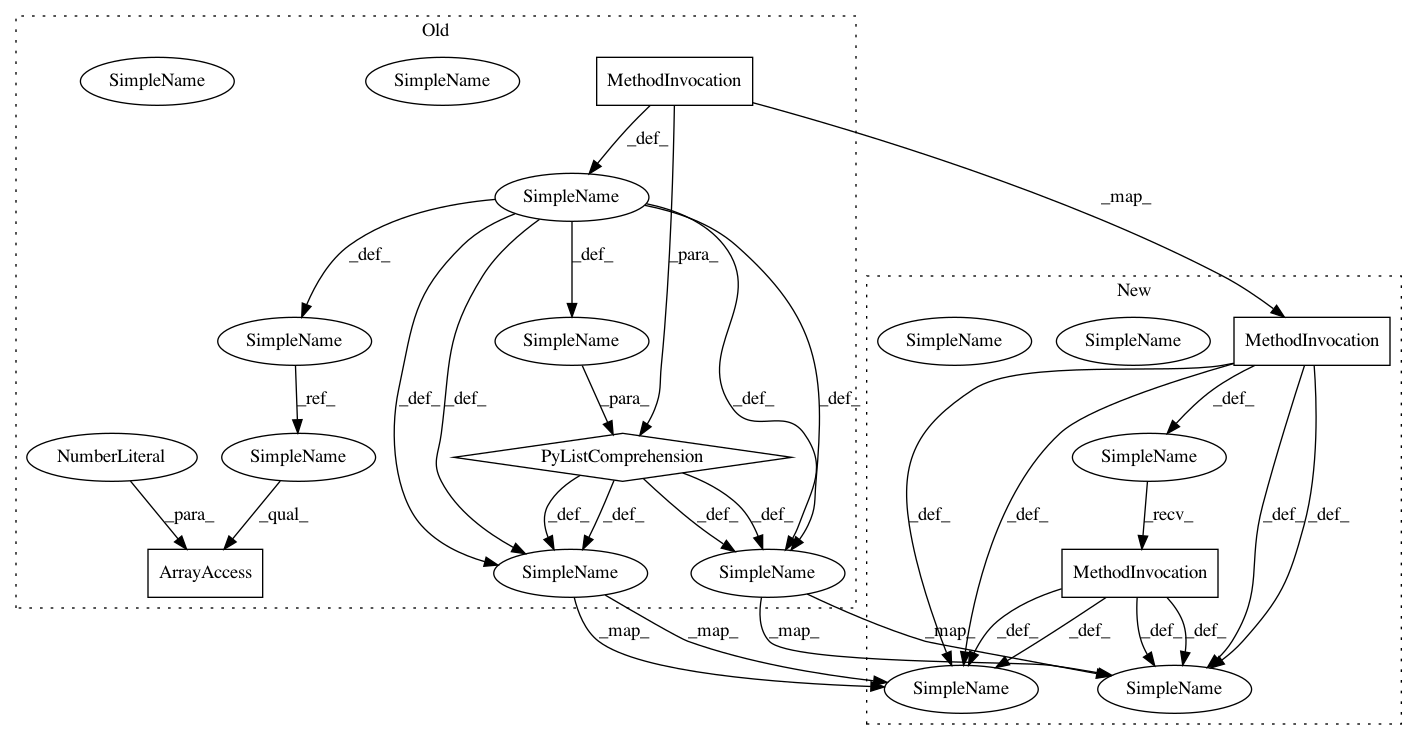 Old
SimpleName
SimpleName
MethodInvocation
_def_
SimpleName
_map_
_def_
_def_
_para_
New
SimpleName
SimpleName
SimpleName
SimpleName
MethodInvocation
_ref_
_def_
_def_
_para_
_def_
_def_
_def_
NumberLiteral
SimpleName
PyListComprehension
SimpleName
_para_
_qual_
_def_
_def_
_def_
_def_
_def_
_def_
_recv_
_def_
_def_
ArrayAccess
SimpleName
SimpleName
MethodInvocation
_map_
_map_
_map_
_map_
_def_
_def_
_def_
_def_
SimpleName
SimpleName